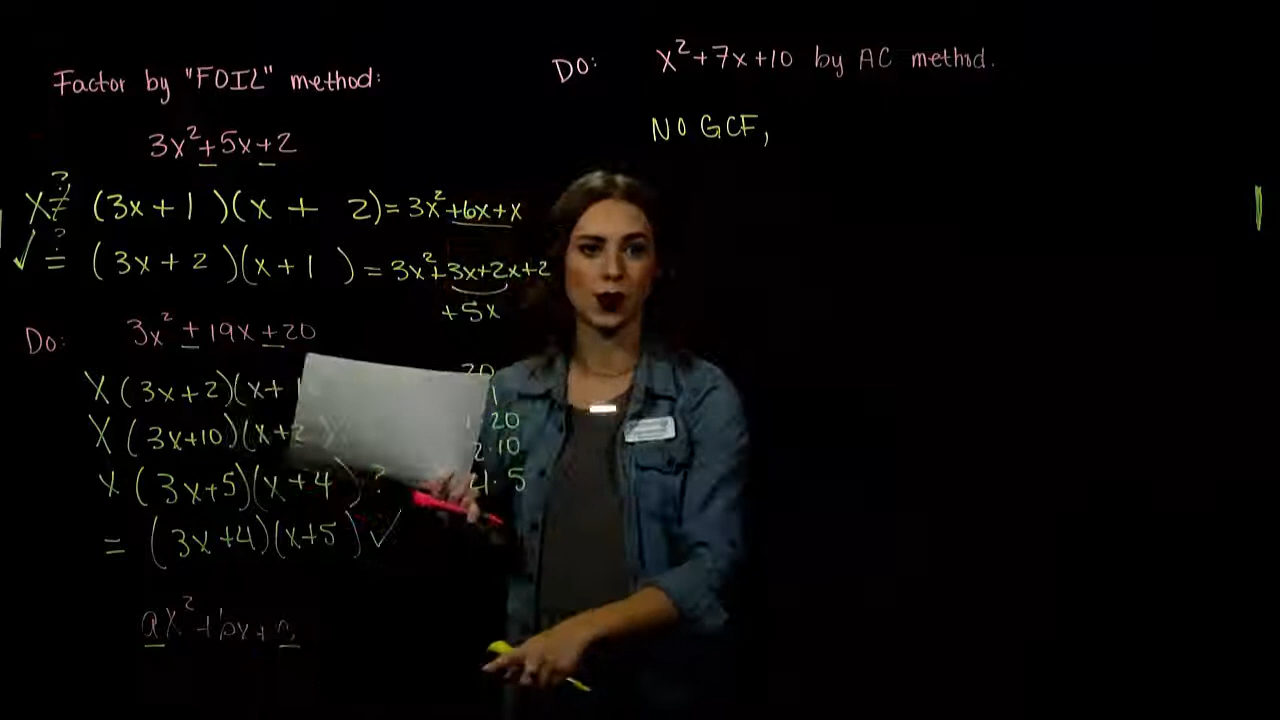 Factor by "FOIL" method:
3x²+5x+2
X ≠? (3x+1)(x+2)=3x²+6x+x
✓ =? (3x+2)(x+1)=3x²+3x+2x+2
+5x
Do: 3x²+19x+20
X (3x+2)(x+1
X (3x+10)(x+2
X (3x+5)(x+4)?
= (3x+4)(x+5)✓
20
1
1·20
2·10
4·5
ax²+bx+
DO: x²+7x+10 by AC method.
NO GCF,